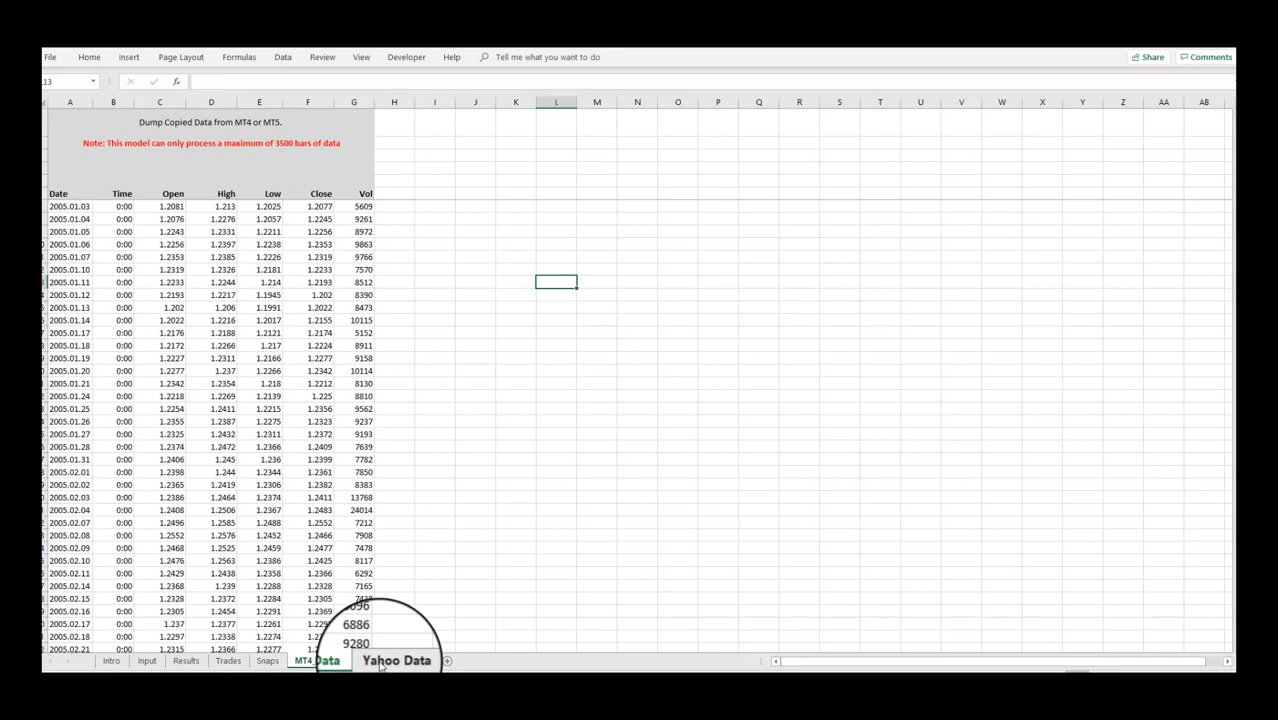 File Home Insert Page Layout Formulas Data Review View Developer Help Tell me what you want to do Share Comments
13
A B C D E F G H I J K L M N O P Q R S T U V W X Y Z AA AB
Dump Copied Data from MT4 or MT5.
Note: This model can only process a maximum of 3500 bars of data
Date Time Open High Low Close Vol
2005.01.03 0:00 1.2081 1.213 1.2025 1.2077 5609
2005.01.04 0:00 1.2076 1.2276 1.2057 1.2245 9261
2005.01.05 0:00 1.2243 1.2331 1.2211 1.2256 8972
2005.01.06 0:00 1.2256 1.2397 1.2238 1.2353 9863
2005.01.07 0:00 1.2353 1.2385 1.2226 1.2319 9766
2005.01.10 0:00 1.2319 1.2326 1.2181 1.2233 7570
2005.01.11 0:00 1.2233 1.2244 1.214 1.2193 8512
2005.01.12 0:00 1.2193 1.2217 1.1945 1.202 8390
2005.01.13 0:00 1.202 1.206 1.1991 1.2022 8473
2005.01.14 0:00 1.2022 1.2216 1.2017 1.2155 10115
2005.01.17 0:00 1.2176 1.2188 1.2121 1.2174 5152
2005.01.18 0:00 1.2172 1.2266 1.217 1.2224 8911
2005.01.19 0:00 1.2227 1.2311 1.2166 1.2277 9158
2005.01.20 0:00 1.2277 1.237 1.2266 1.2342 10114
2005.01.21 0:00 1.2342 1.2354 1.218 1.2212 8130
2005.01.24 0:00 1.2218 1.2269 1.2139 1.225 8810
2005.01.25 0:00 1.2254 1.2411 1.2215 1.2356 9562
2005.01.26 0:00 1.2355 1.2387 1.2275 1.2323 9237
2005.01.27 0:00 1.2325 1.2432 1.2311 1.2372 9193
2005.01.28 0:00 1.2374 1.2472 1.2366 1.2409 7639
2005.01.31 0:00 1.2406 1.245 1.236 1.2399 7782
2005.02.01 0:00 1.2398 1.244 1.2344 1.2361 7850
2005.02.02 0:00 1.2365 1.2419 1.2306 1.2382 8383
2005.02.03 0:00 1.2386 1.2464 1.2374 1.2411 13768
2005.02.04 0:00 1.2408 1.2506 1.2367 1.2483 24014
2005.02.07 0:00 1.2496 1.2585 1.2488 1.2552 7212
2005.02.08 0:00 1.2552 1.2576 1.2452 1.2466 7908
2005.02.09 0:00 1.2468 1.2525 1.2459 1.2477 7478
2005.02.10 0:00 1.2476 1.2563 1.2386 1.2425 8117
2005.02.11 0:00 1.2429 1.2438 1.2358 1.2366 6292
2005.02.14 0:00 1.2368 1.239 1.2288 1.2328 7165
2005.02.15 0:00 1.2328 1.2372 1.2284 1.2305
2005.02.16 0:00 1.2305 1.2454 1.2291 1.2369
2005.02.17 0:00 1.237 1.2377 1.2261 6886
2005.02.18 0:00 1.2297 1.2338 1.2274 9280
2005.02.21 0:00 1.2315 1.2387 1.2296
Intro Input Results Trades Snaps MT4 Data Yahoo Data